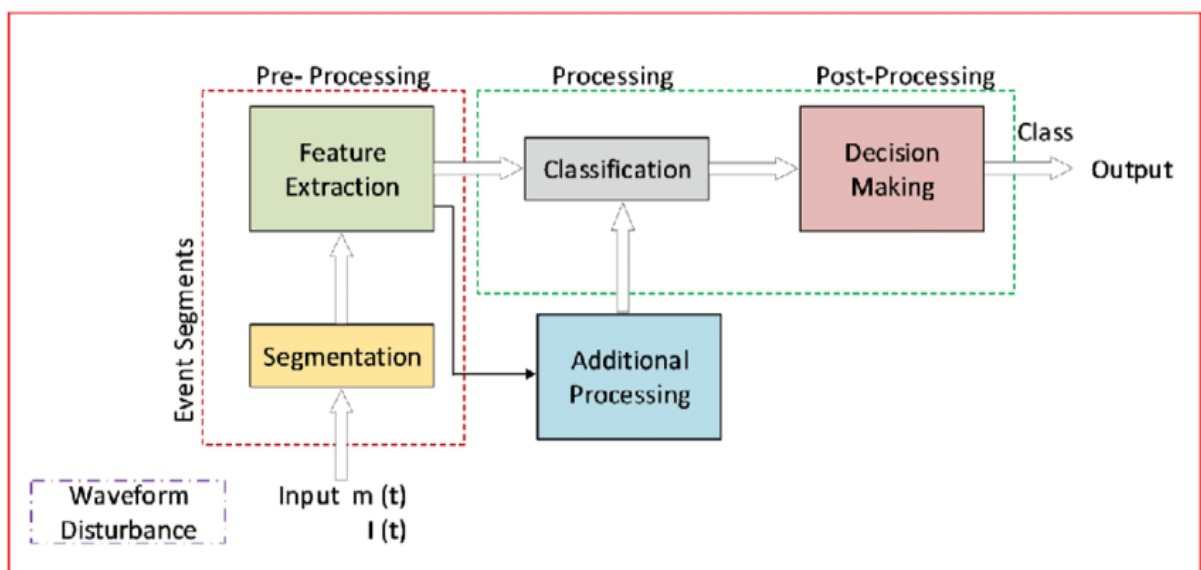 Pre- Processing
Processing
Post-Processing
Feature
Extraction
Classification
Decision
Making
Class
Output
Event Segments
Segmentation
Additional
Processing
Waveform
Disturbance
Input m (t)
I (t)